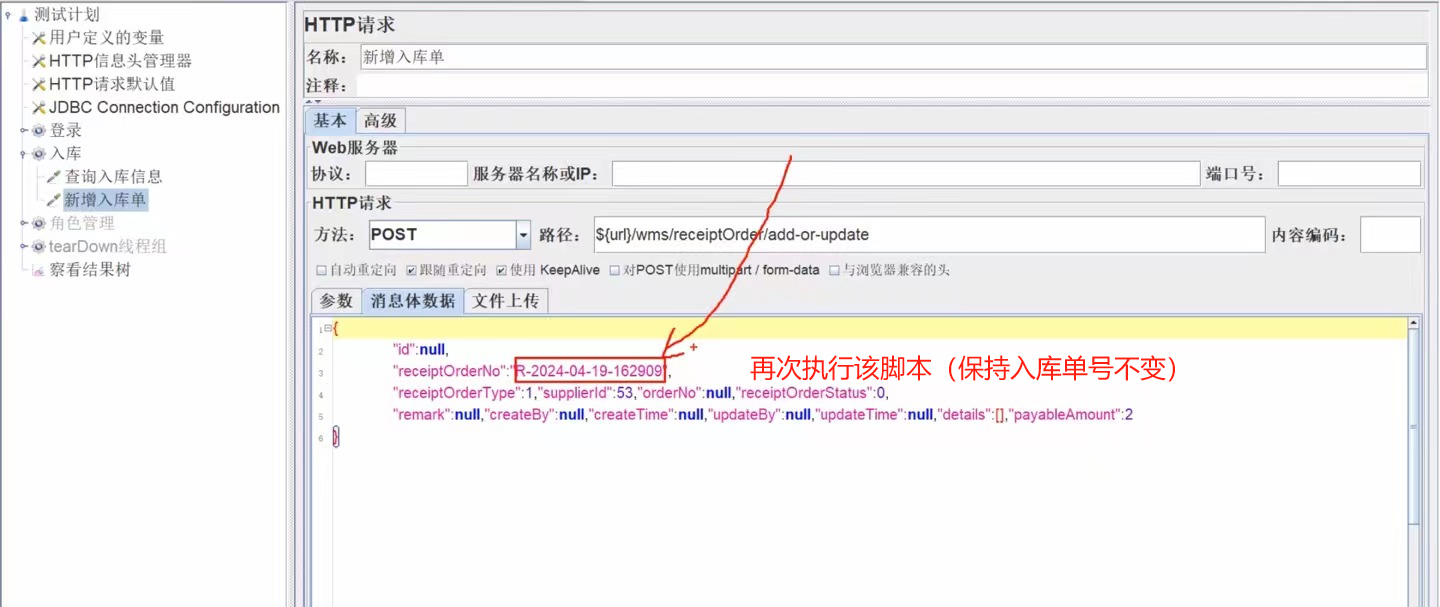 测试计划
用户定义的变量
HTTP信息头管理器
HTTP请求默认值
JDBC Connection Configuration
登录
入库
查询入库信息
新增入库单
角色管理
tearDown线程组
察看结果树
HTTP请求
名称： 新增入库单
注释：
基本 高级
Web服务器
协议： 服务器名称或IP： 端口号：
HTTP请求
方法： POST 路径： ${url}/wms/receiptOrder/add-or-update 内容编码：
自动重定向 跟随重定向 使用 KeepAlive 对POST使用multipart / form-data 与浏览器兼容的头
参数 消息体数据 文件上传
1 {
2 "id":null,
3 "receiptOrderNo":"R-2024-04-19-162909",
再次执行该脚本（保持入库单号不变）
4 "receiptOrderType":1,"supplierId":53,"orderNo":null,"receiptOrderStatus":0,
5 "remark":null,"createBy":null,"createTime":null,"updateBy":null,"updateTime":null,"details":[],"payableAmount":2
6 }